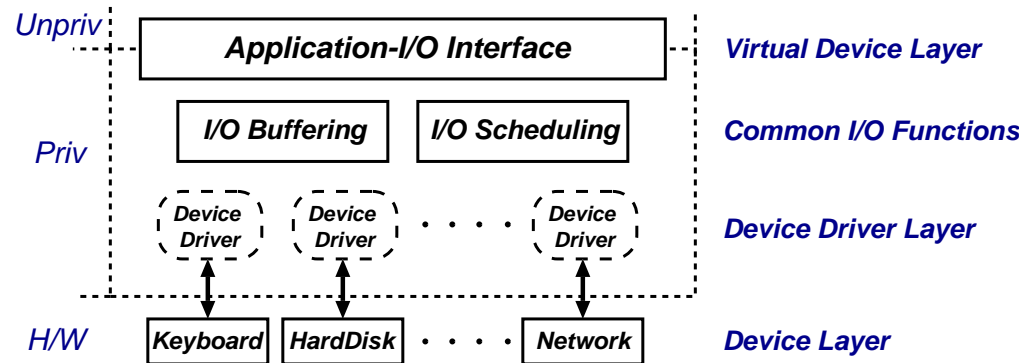 Unpriv
Application-I/O Interface
Virtual Device Layer
Priv
I/O Buffering
I/O Scheduling
Common I/O Functions
Device
Driver
Device
Driver
Device
Driver
Device Driver Layer
H/W
Keyboard
HardDisk
Network
Device Layer